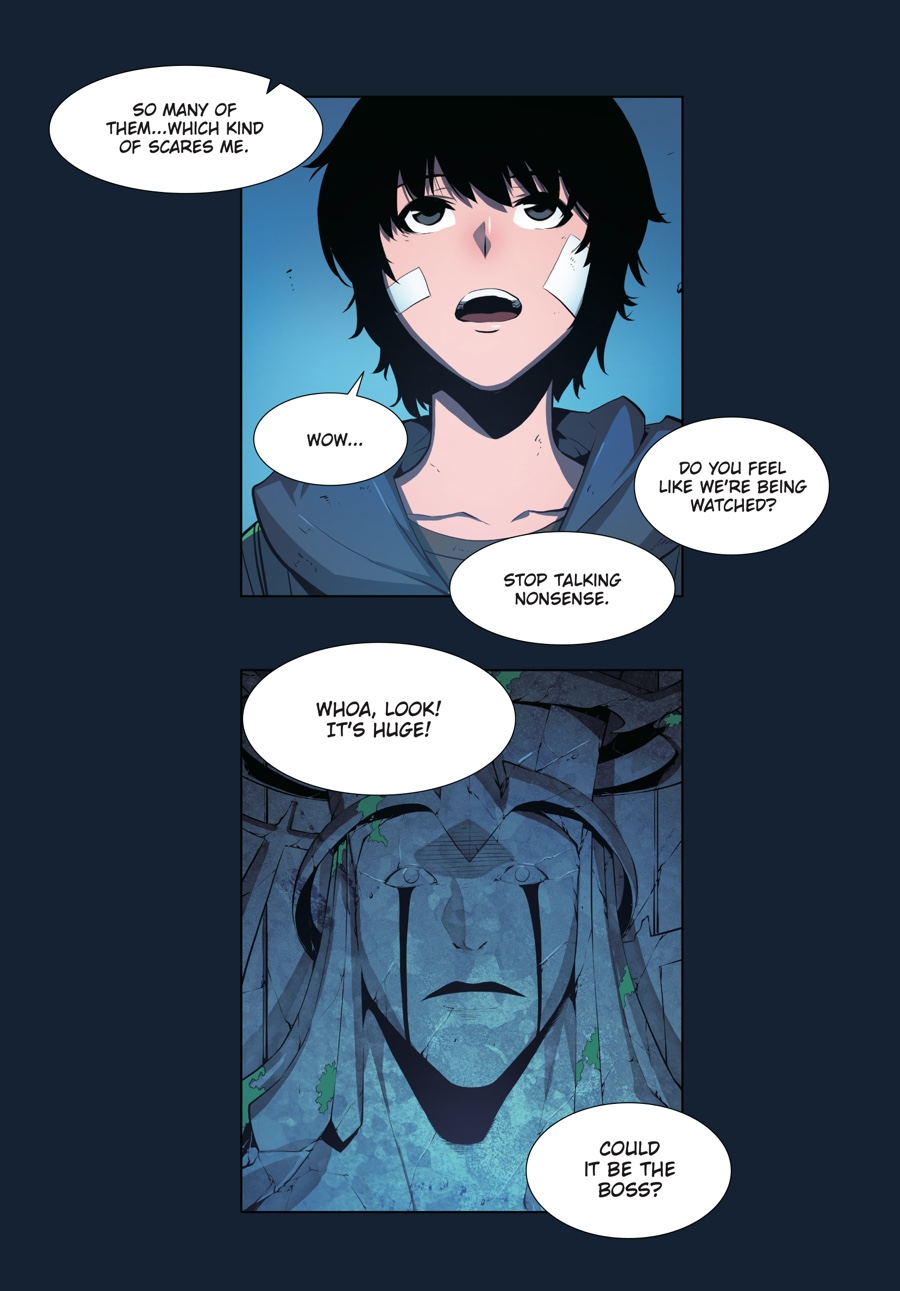 SO MANY OF
THEM...WHICH KIND
OF SCARES ME.
WOW...
DO YOU FEEL
LIKE WE'RE BEING
WATCHED?
STOP TALKING
NONSENSE.
WHOA, LOOK!
IT'S HUGE!
COULD
IT BE THE
BOSS?